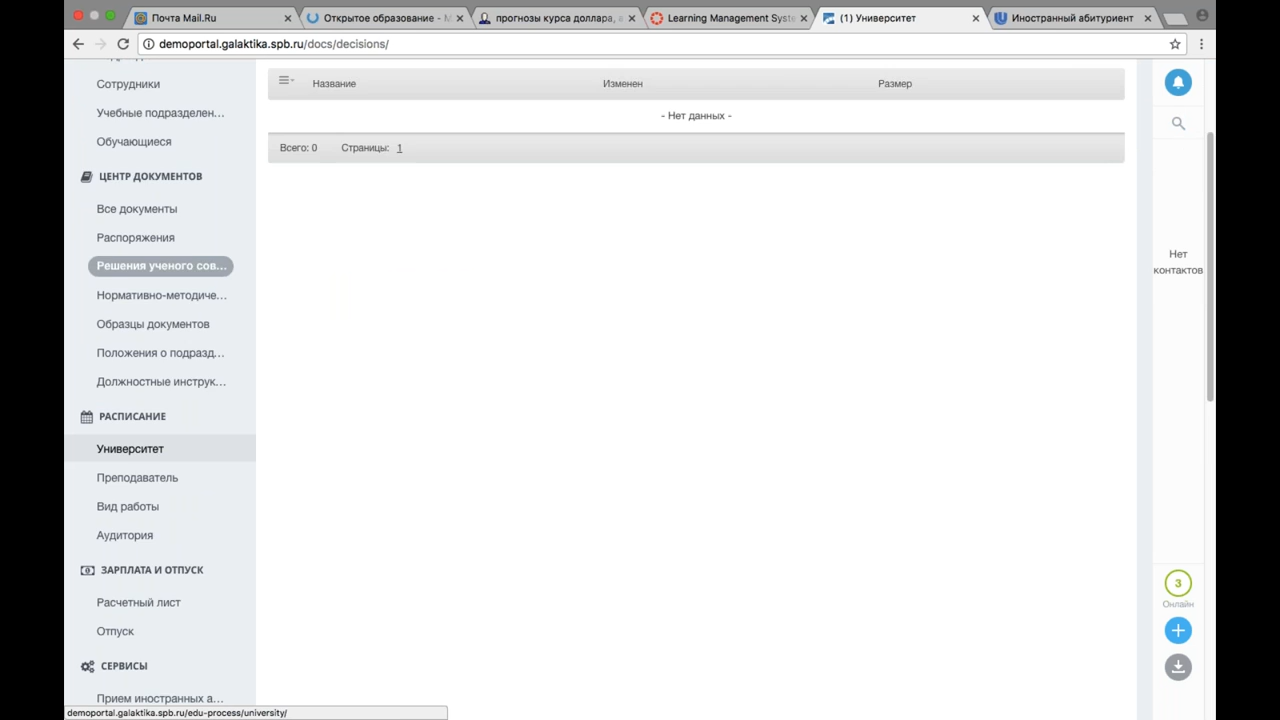 Почта Mail.Ru
Открытое образование - М
прогнозы курса доллара, а
Learning Management Syste
(1) Университет
Иностранный абитуриент
demoportal.galaktika.spb.ru/docs/decisions/
Сотрудники
Учебные подразделен...
Обучающиеся
ЦЕНТР ДОКУМЕНТОВ
Все документы
Распоряжения
Решения ученого сов...
Нормативно-методиче...
Образцы документов
Положения о подразд...
Должностные инструк...
РАСПИСАНИЕ
Университет
Преподаватель
Вид работы
Аудитория
ЗАРПЛАТА И ОТПУСК
Расчетный лист
Отпуск
СЕРВИСЫ
Прием иностранных а...
demoportal.galaktika.spb.ru/edu-process/university/
Название Изменен Размер
- Нет данных -
Всего: 0 Страницы: 1
Нет
контактов
3
Онлайн